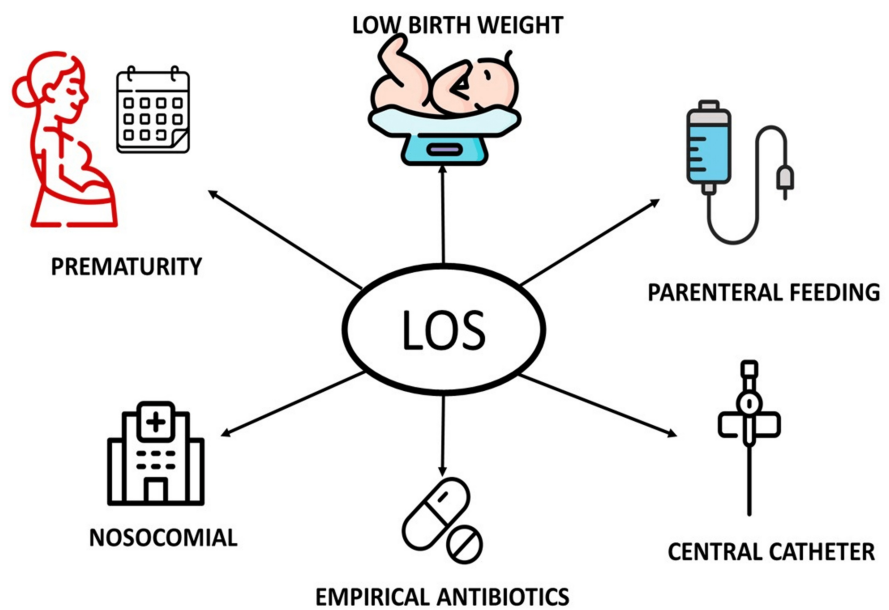 LOW BIRTH WEIGHT
PREMATURITY
PARENTERAL FEEDING
LOS
NOSOCOMIAL
CENTRAL CATHETER
EMPIRICAL ANTIBIOTICS